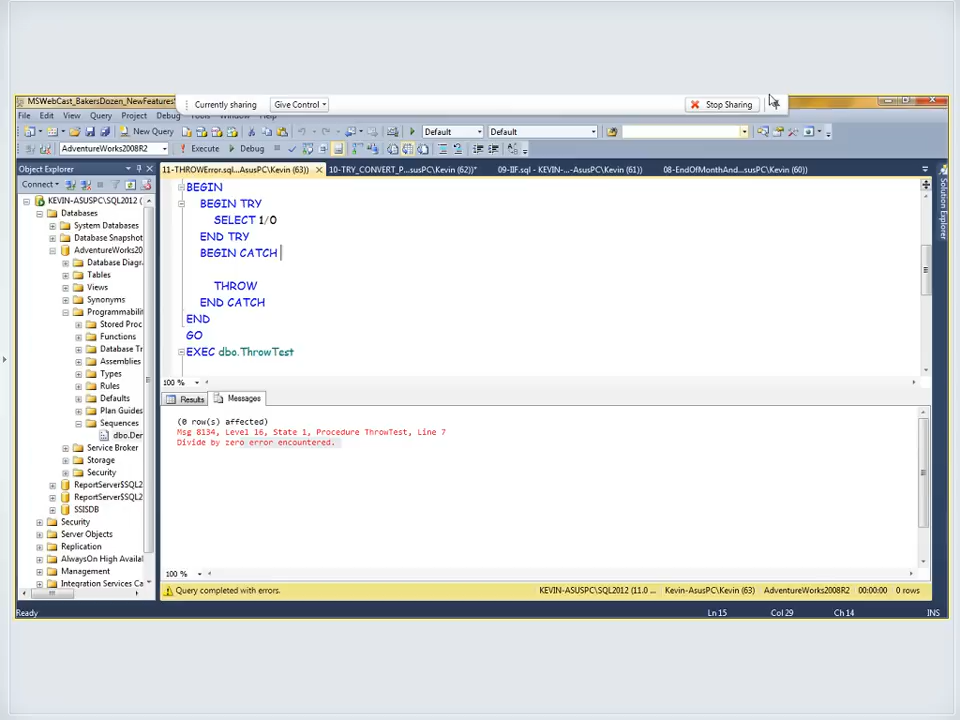 MSWebCast_BakersDozen_NewFeatures
Currently sharing
Give Control
Stop Sharing
File Edit View Query Project Debug Tools Window Help
New Query Default Default
AdventureWorks2008R2 Execute Debug
Object Explorer
11-THROWError.sql...AsusPC\Kevin (63)) 10-TRY_CONVERT_P...susPC\Kevin (62))* 09-IIF.sql - KEVIN-...-AsusPC\Kevin (61)) 08-EndOfMonthAnd...susPC\Kevin (60))
Connect
KEVIN-ASUSPC\SQL2012 (
Databases
System Databases
Database Snapshot
AdventureWorks20
Database Diagr
Tables
Views
Synonyms
Programmabili
Stored Proc
Functions
Database Tr
Assemblies
Types
Rules
Defaults
Plan Guides
Sequences
dbo.Der
Service Broker
Storage
Security
ReportServer$SQL2
ReportServer$SQL2
SSISDB
Security
Server Objects
Replication
AlwaysOn High Availal
Management
Integration Services Ca
BEGIN
BEGIN TRY
SELECT 1/0
END TRY
BEGIN CATCH
THROW
END CATCH
END
GO
EXEC dbo.ThrowTest
100 %
Results Messages
(0 row(s) affected)
Msg 8134, Level 16, State 1, Procedure ThrowTest, Line 7
Divide by zero error encountered.
100 %
Query completed with errors. KEVIN-ASUSPC\SQL2012 (11.0 ... Kevin-AsusPC\Kevin (63) AdventureWorks2008R2 00:00:00 0 rows
Ready Ln 15 Col 29 Ch 14 INS
Solution Explorer